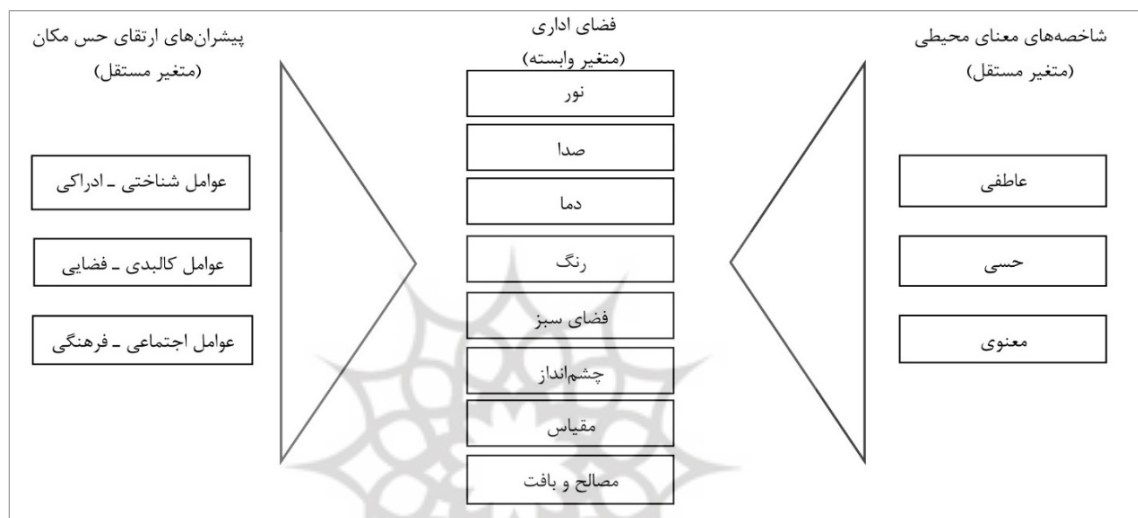 شاخصه‌های معنای محیطی
(متغیر مستقل)
عاطفی
حسی
معنوی
فضای اداری
(متغیر وابسته)
نور
صدا
دما
رنگ
فضای سبز
چشم‌انداز
مقیاس
مصالح و بافت
پیشران‌های ارتقای حس مکان
(متغیر مستقل)
عوامل شناختی ـ ادراکی
عوامل کالبدی ـ فضایی
عوامل اجتماعی ـ فرهنگی